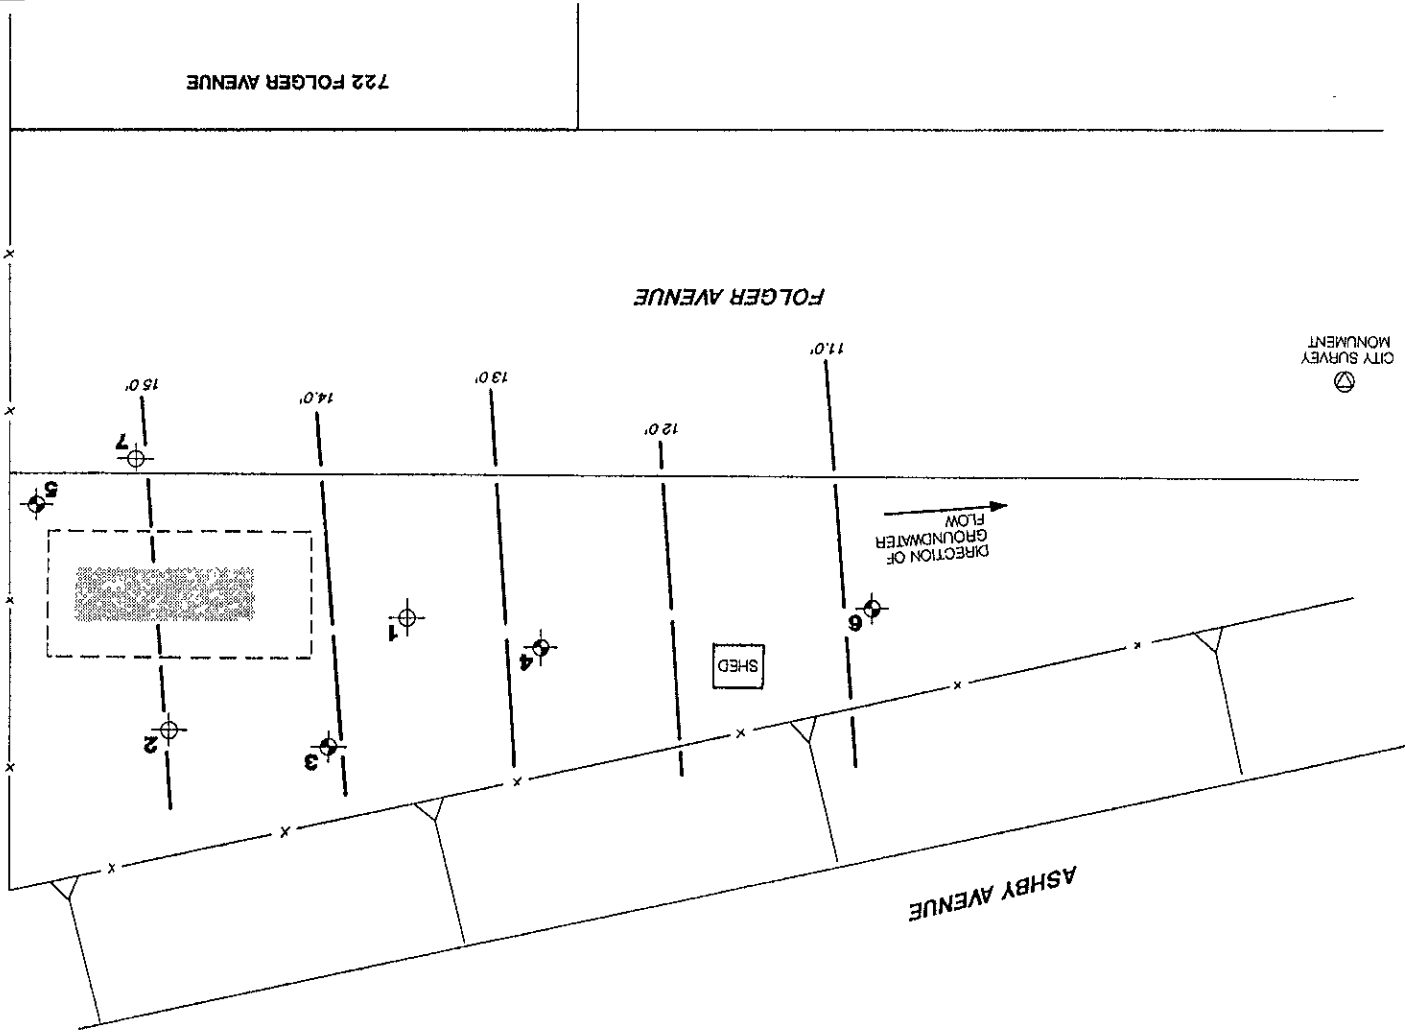 ASHBY AVENUE
2
3
SHED
4
6
1
DIRECTION OF
GROUNDWATER
FLOW
5
7
12.0'
15.0'
14.0'
13.0'
11.0'
CITY SURVEY
MONUMENT
FOLGER AVENUE
722 FOLGER AVENUE